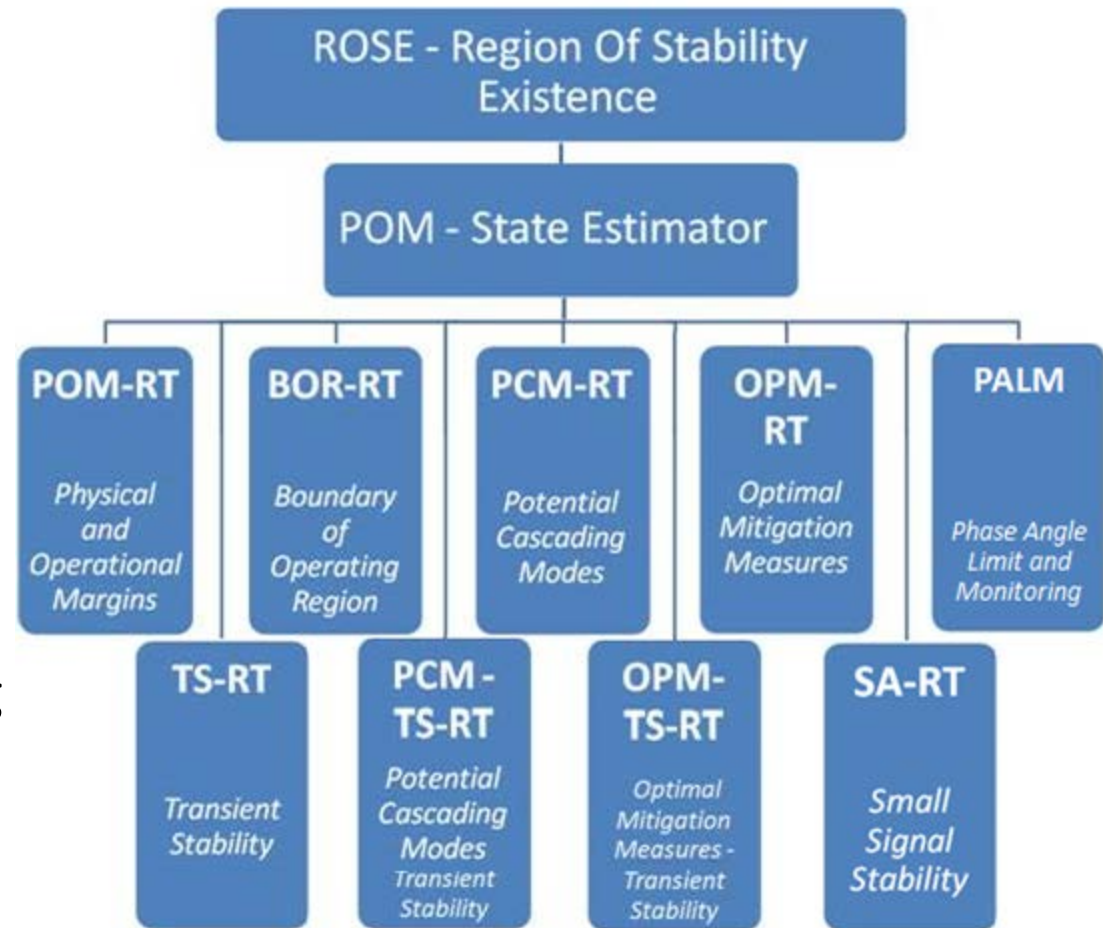 ROSE - Region Of Stability
Existence
POM - State Estimator
POM-RT
Physical
and
Operational
Margins
BOR-RT
Boundary
of
Operating
Region
PCM-RT
Potential
Cascading
Modes
OPM-
RT
Optimal
Mitigation
Measures
PALM
Phase Angle
Limit and
Monitoring
TS-RT
Transient
Stability
PCM -
TS-RT
Potential
Cascading
Modes
Transient
Stability
OPM-
TS-RT
Optimal
Mitigation
Measures -
Transient
Stability
SA-RT
Small
Signal
Stability
;